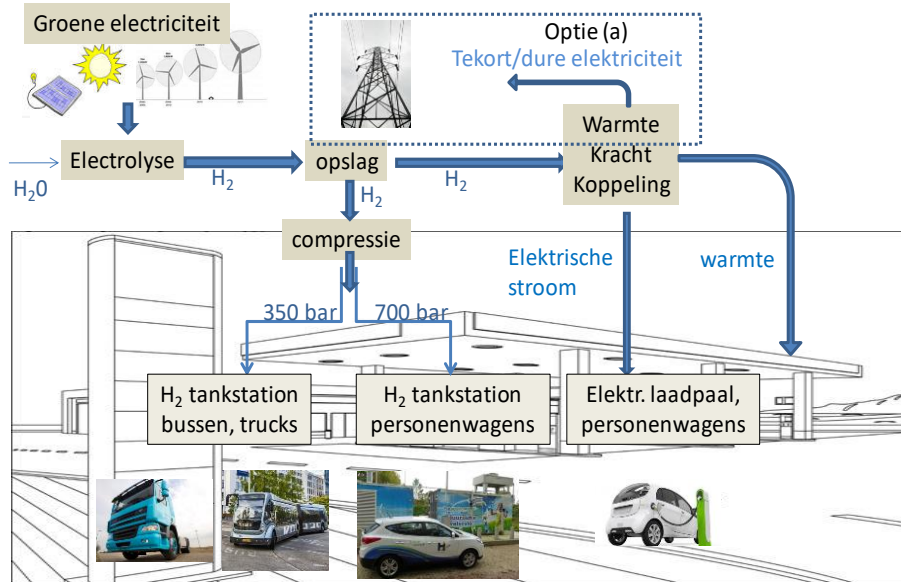 Groene electriciteit
Optie (a)
Tekort/dure elektriciteit
Warmte
Kracht
Koppeling
Electrolyse
opslag
H₂0
H₂
H₂
H₂
compressie
Elektrische
stroom
warmte
350 bar
700 bar
H₂ tankstation
bussen, trucks
H₂ tankstation
personenwagens
Elektr. laadpaal,
personenwagens